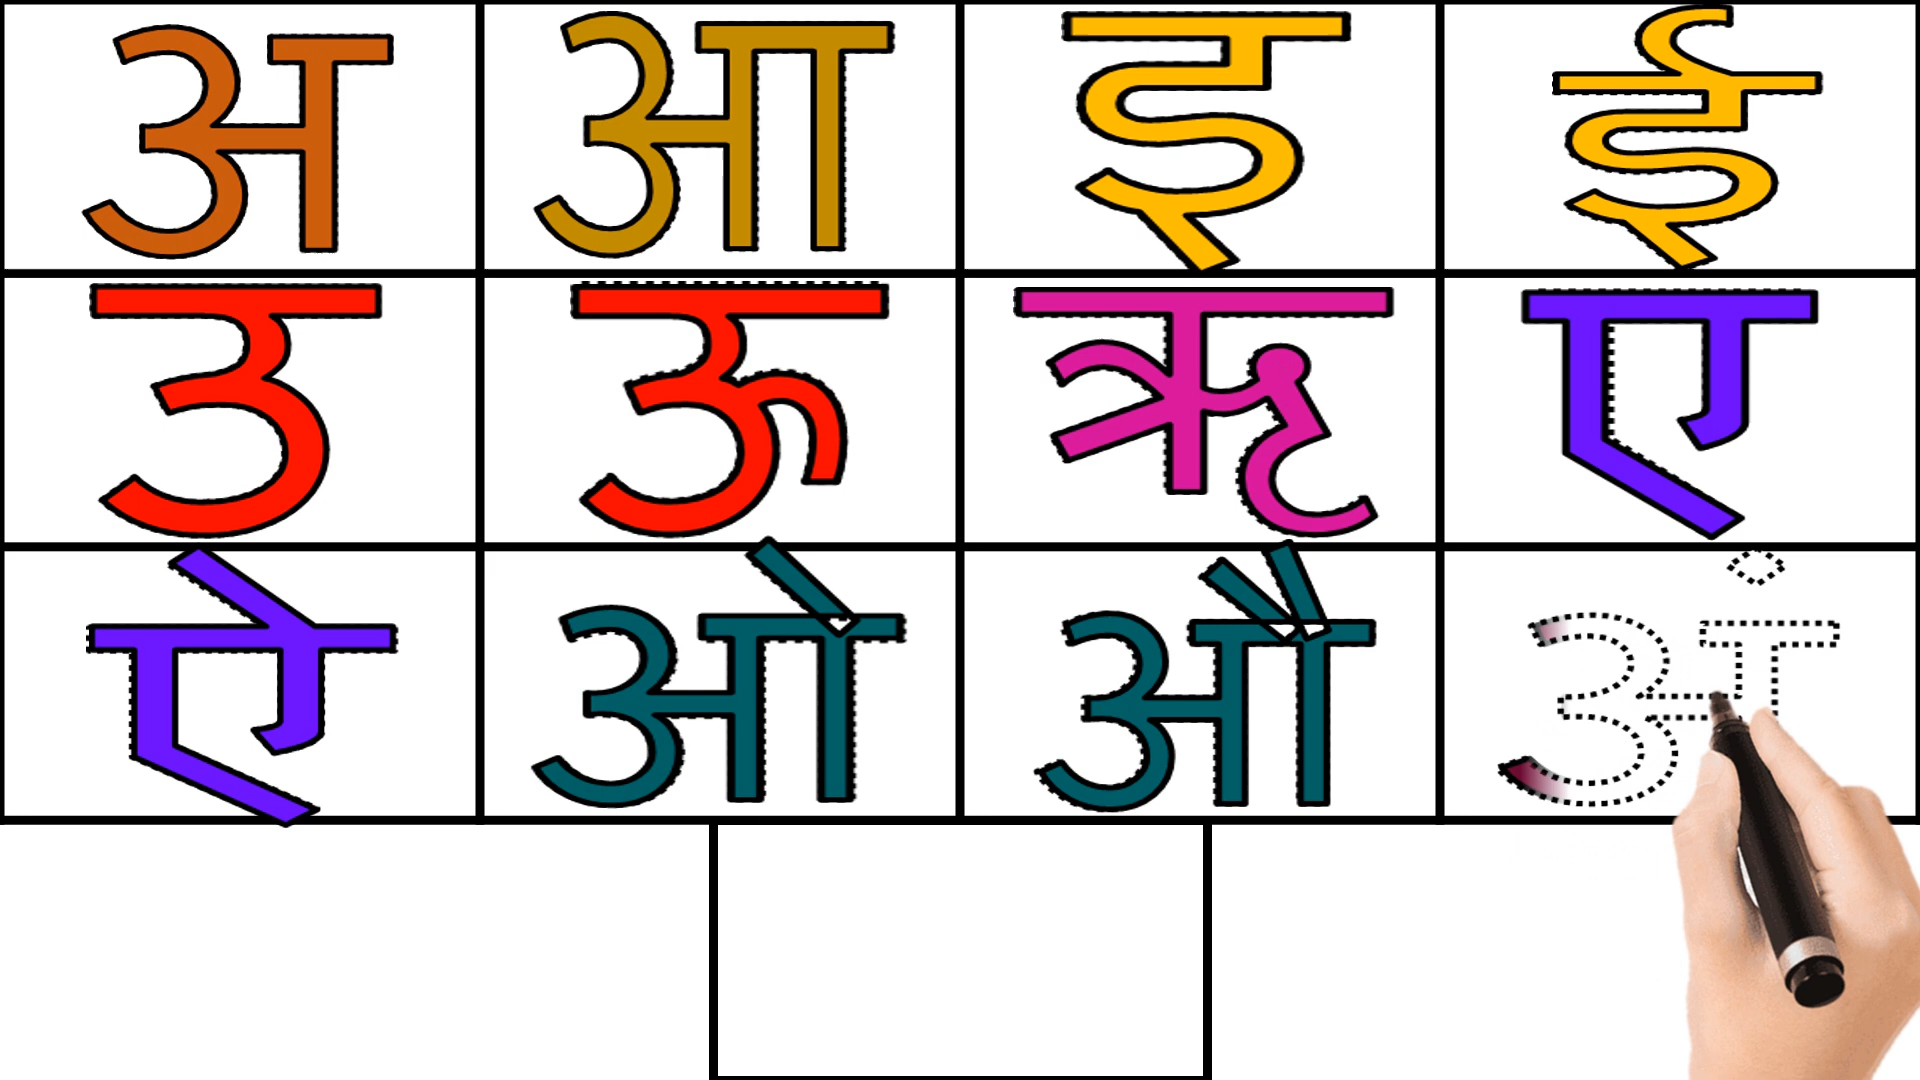 अ आ इ ई
उ ऊ ऋ ए
ऐ ओ औ अं